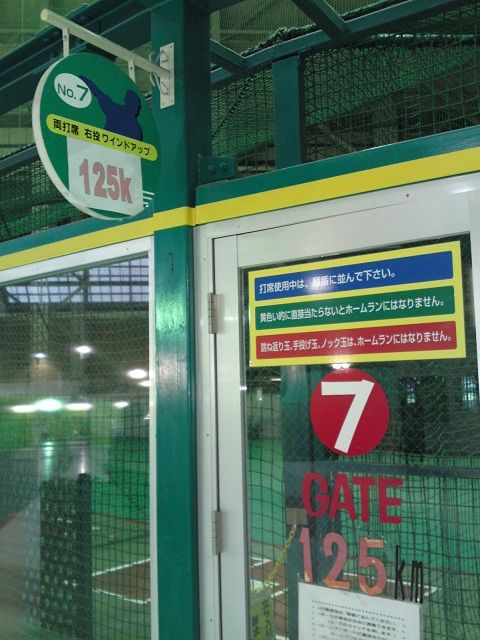 No.7
両打席 右投ワインドアップ
125k
打席使用中は、順番に並んで下さい。
黄色い的に直接当たらないとホームランにはなりません。
跳ね返り玉、手投げ玉、ノック玉は、ホームランにはなりません。
7
GATE
125km